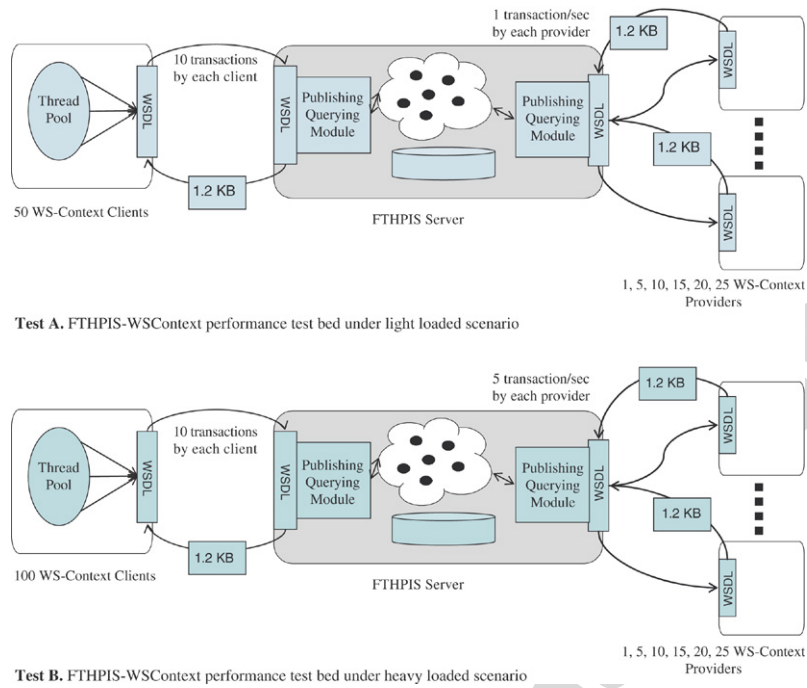 1 transaction/sec
by each provider
1.2 KB
WSDL
10 transactions
by each client
Thread
Pool
WSDL
WSDL
Publishing
Querying
Module
Publishing
Querying
Module
WSDL
1.2 KB
1.2 KB
WSDL
50 WS-Context Clients
FTHPIS Server
1, 5, 10, 15, 20, 25 WS-Context
Providers
Test A. FTHPIS-WSContext performance test bed under light loaded scenario
5 transaction/sec
by each provider
1.2 KB
WSDL
10 transactions
by each client
Thread
Pool
WSDL
WSDL
Publishing
Querying
Module
Publishing
Querying
Module
WSDL
1.2 KB
1.2 KB
WSDL
100 WS-Context Clients
FTHPIS Server
1, 5, 10, 15, 20, 25 WS-Context
Providers
Test B. FTHPIS-WSContext performance test bed under heavy loaded scenario